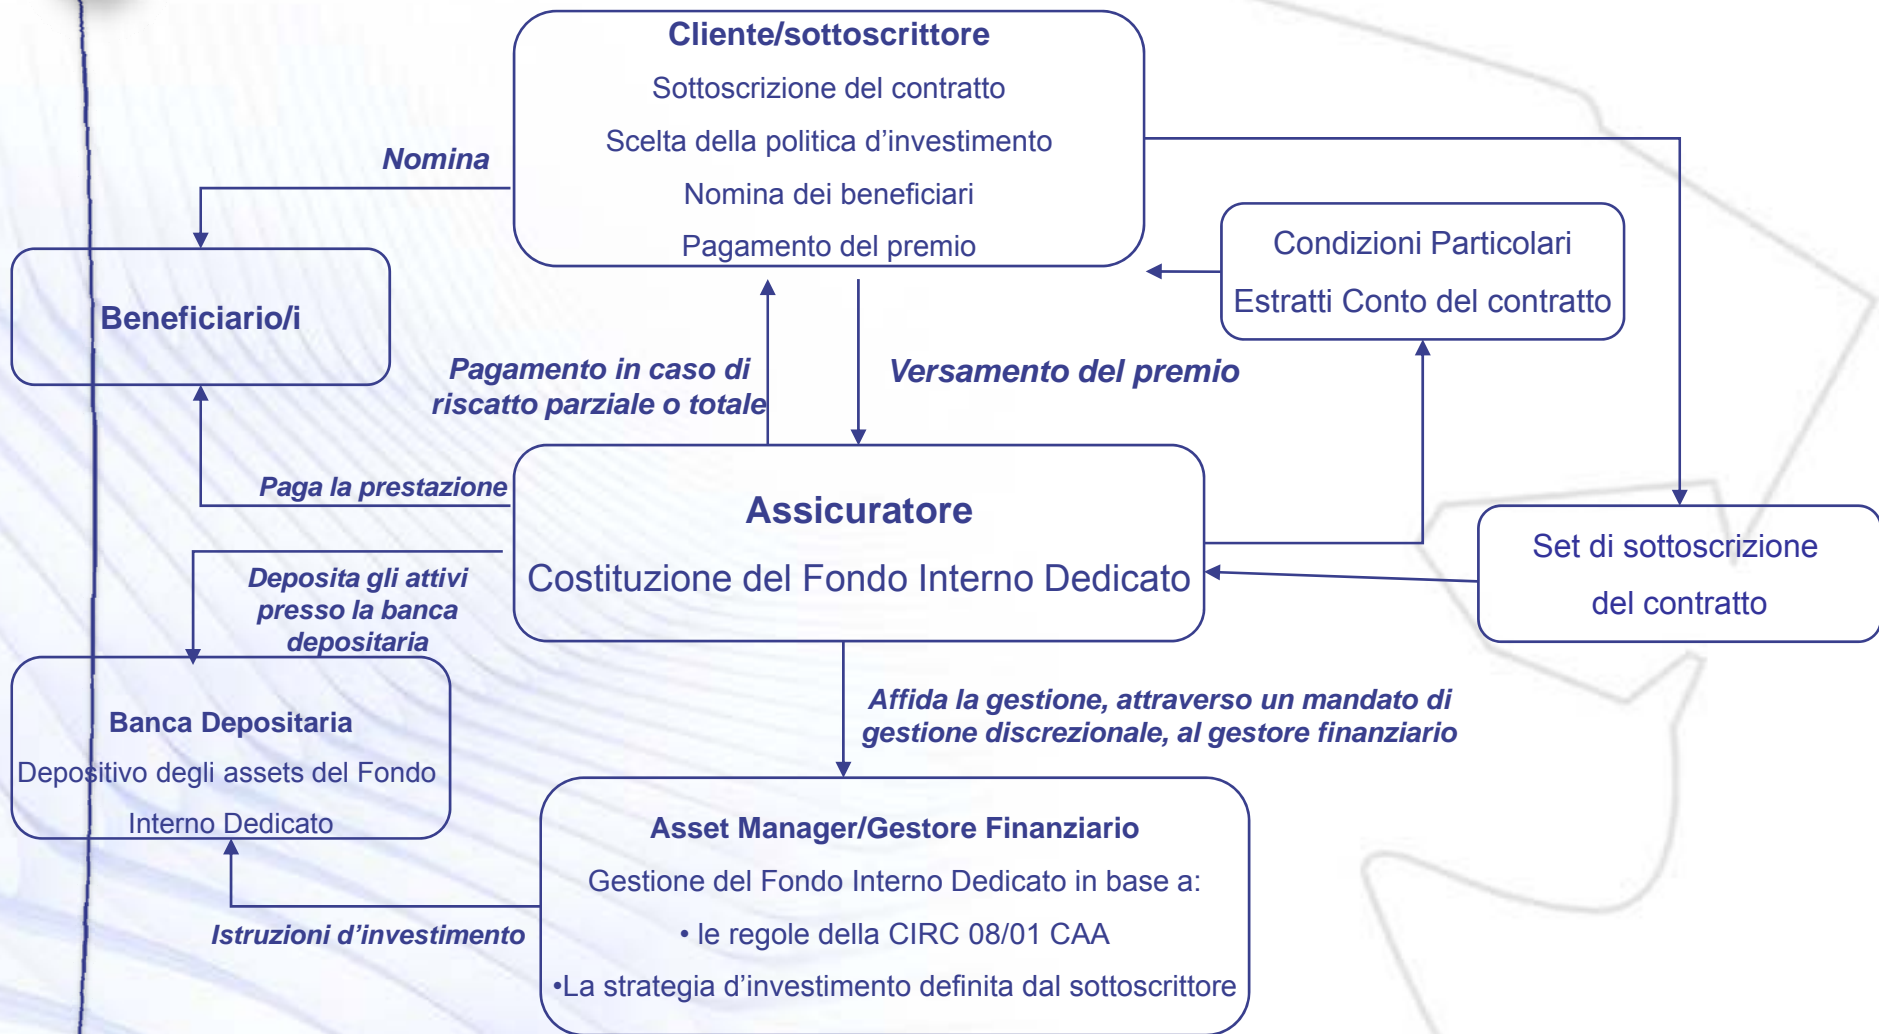 Cliente/sottoscrittore
Sottoscrizione del contratto
Scelta della politica d’investimento
Nomina dei beneficiari
Pagamento del premio
Nomina
Condizioni Particolari
Estratti Conto del contratto
Beneficiario/i
Pagamento in caso di
riscatto parziale o totale
Versamento del premio
Paga la prestazione
Assicuratore
Costituzione del Fondo Interno Dedicato
Set di sottoscrizione
del contratto
Deposita gli attivi
presso la banca
depositaria
Banca Depositaria
Depositivo degli assets del Fondo
Interno Dedicato
Affida la gestione, attraverso un mandato di
gestione discrezionale, al gestore finanziario
Asset Manager/Gestore Finanziario
Gestione del Fondo Interno Dedicato in base a:
• le regole della CIRC 08/01 CAA
•La strategia d’investimento definita dal sottoscrittore
Istruzioni d’investimento